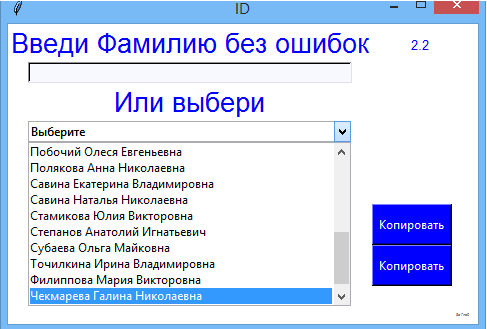 ID
Введи Фамилию без ошибок
2.2
Или выбери
Выберите
Побочий Олеся Евгеньевна
Полякова Анна Николаевна
Савина Екатерина Владимировна
Савина Наталья Николаевна
Стамикова Юлия Викторовна
Степанов Анатолий Игнатьевич
Субаева Ольга Майковна
Точилкина Ирина Владимировна
Филиппова Мария Викторовна
Чекмарева Галина Николаевна
Копировать
Копировать